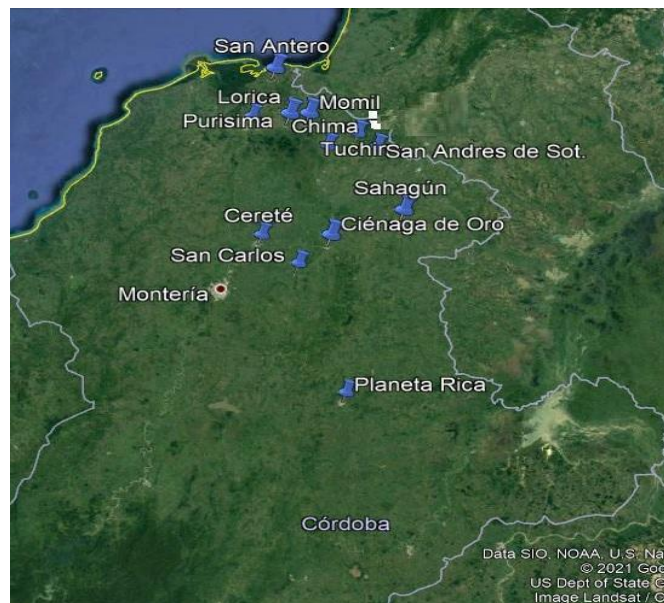 San Antero
Lorica
Momil
Purisima
Chima
Tuchir
San Andres de Sot.
Sahagún
Cereté
Ciénaga de Oro
San Carlos
Montería
Planeta Rica
Córdoba
Data SIO, NOAA, U.S. Na
© 2021 Goo
US Dept of State G
Image Landsat / C